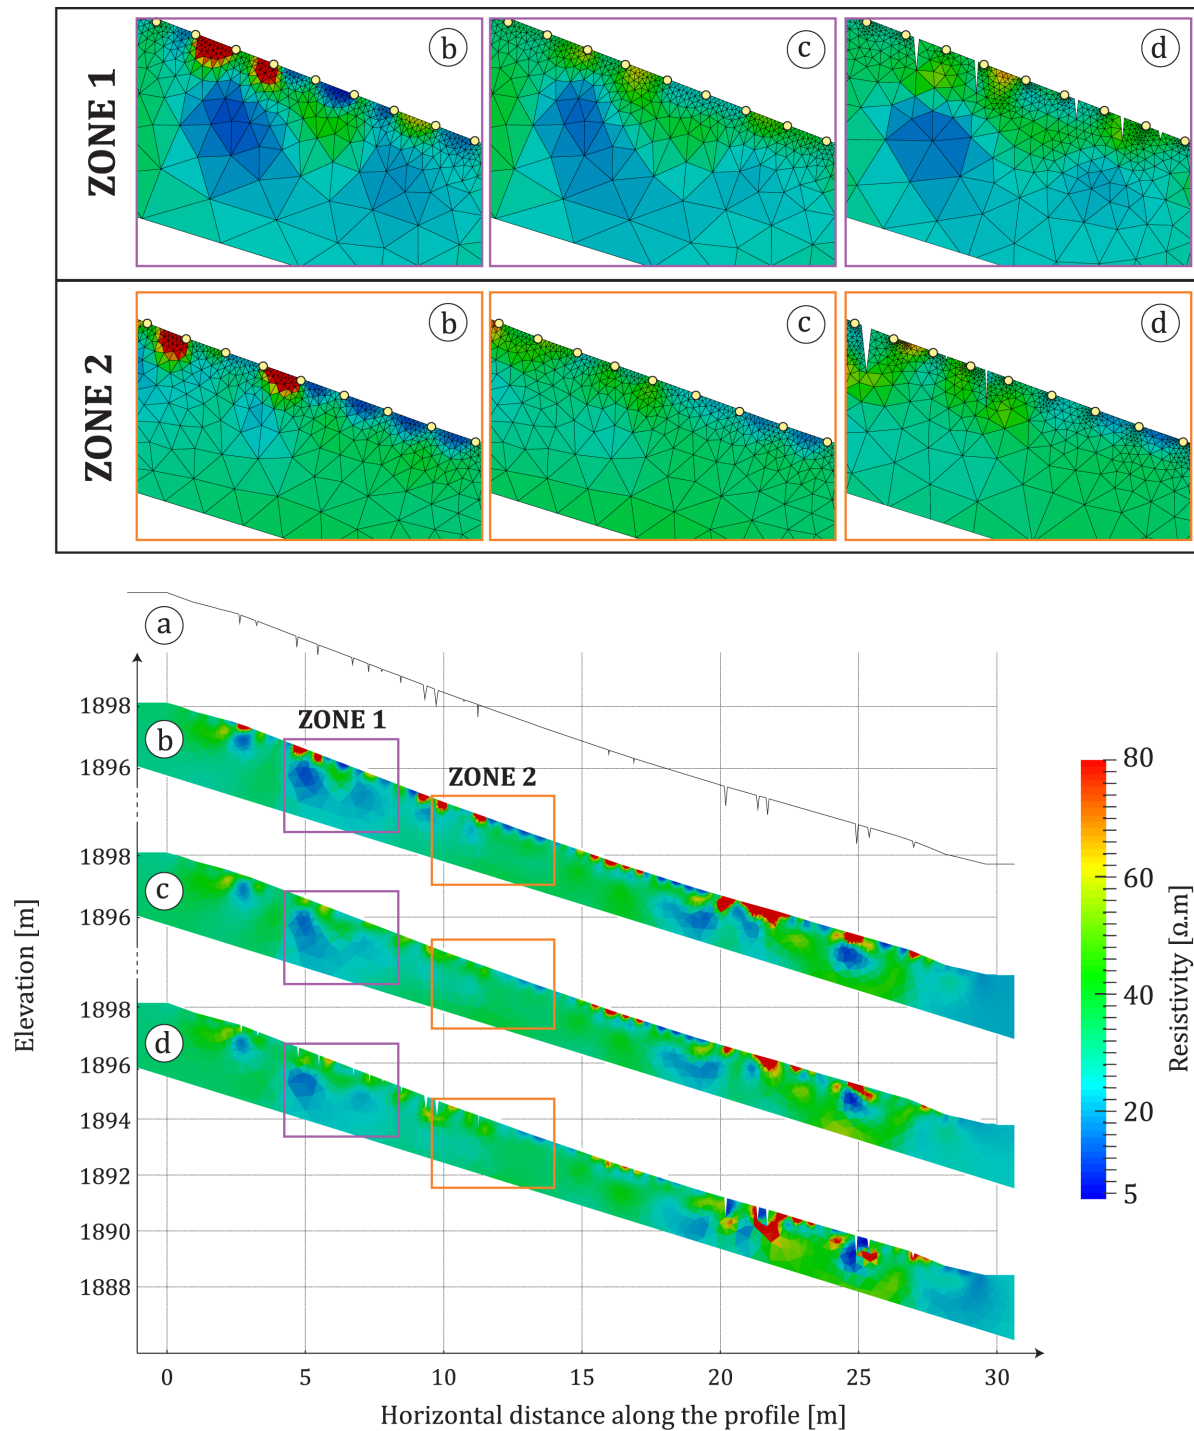 ZONE 1
b
c
d
ZONE 2
b
c
d
a
1898
ZONE 1
b
1896
ZONE 2
1898
c
1896
1898
d
1896
1894
1892
1890
1888
Elevation [m]
0 5 10 15 20 25 30
Horizontal distance along the profile [m]
80
60
40
20
5
Resistivity [Ω.m]